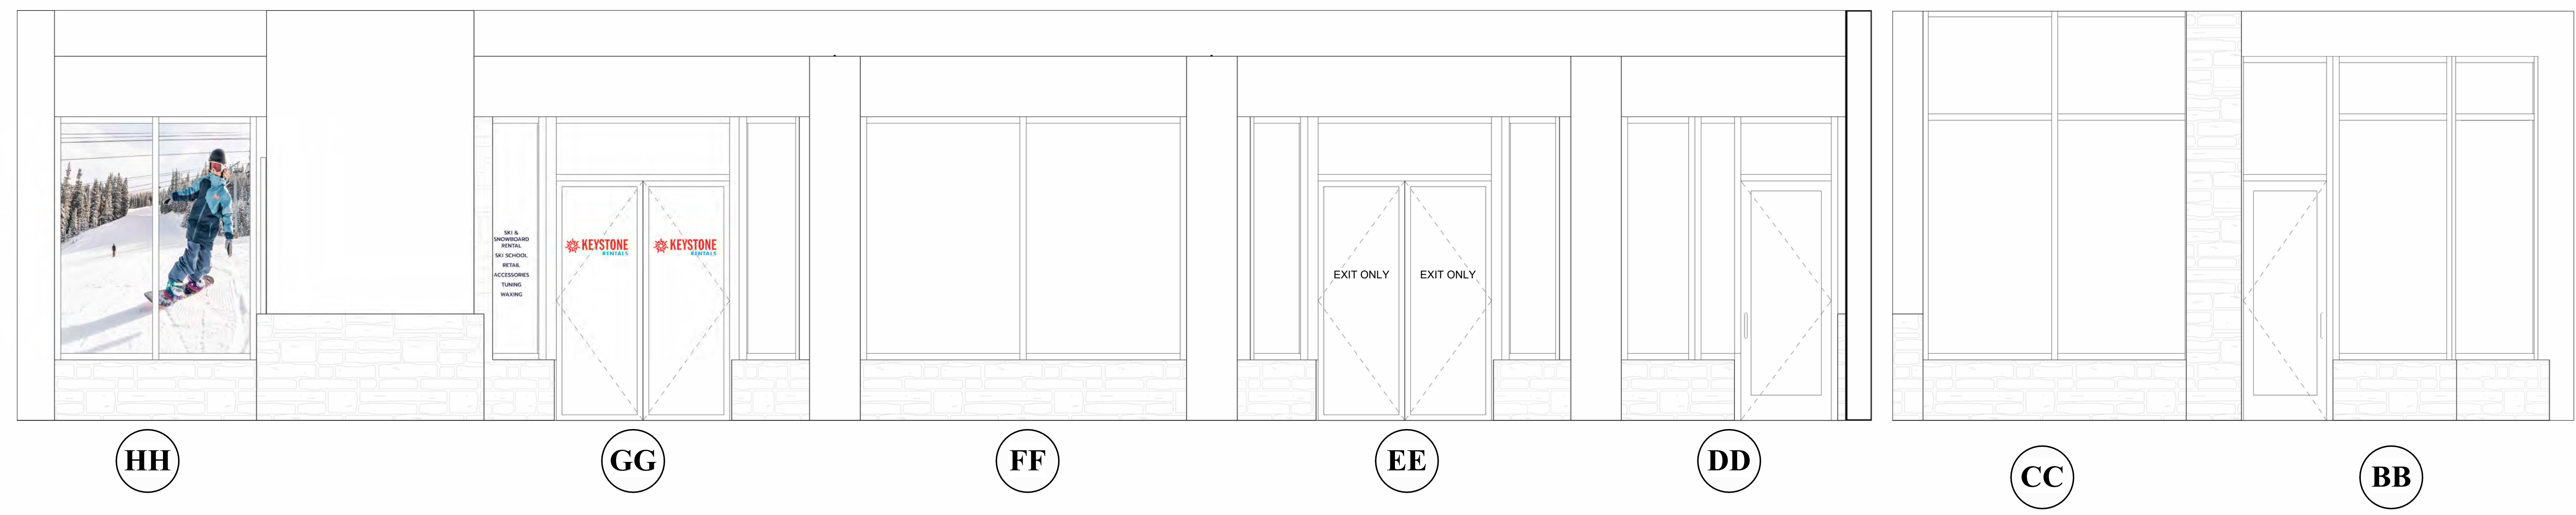 SKI &
SNOWBOARD
RENTAL
SKI SCHOOL
RETAIL
ACCESSORIES
TUNING
WAXING
KEYSTONE
RENTALS
KEYSTONE
RENTALS
EXIT ONLY
EXIT ONLY
HH
GG
FF
EE
DD
CC
BB